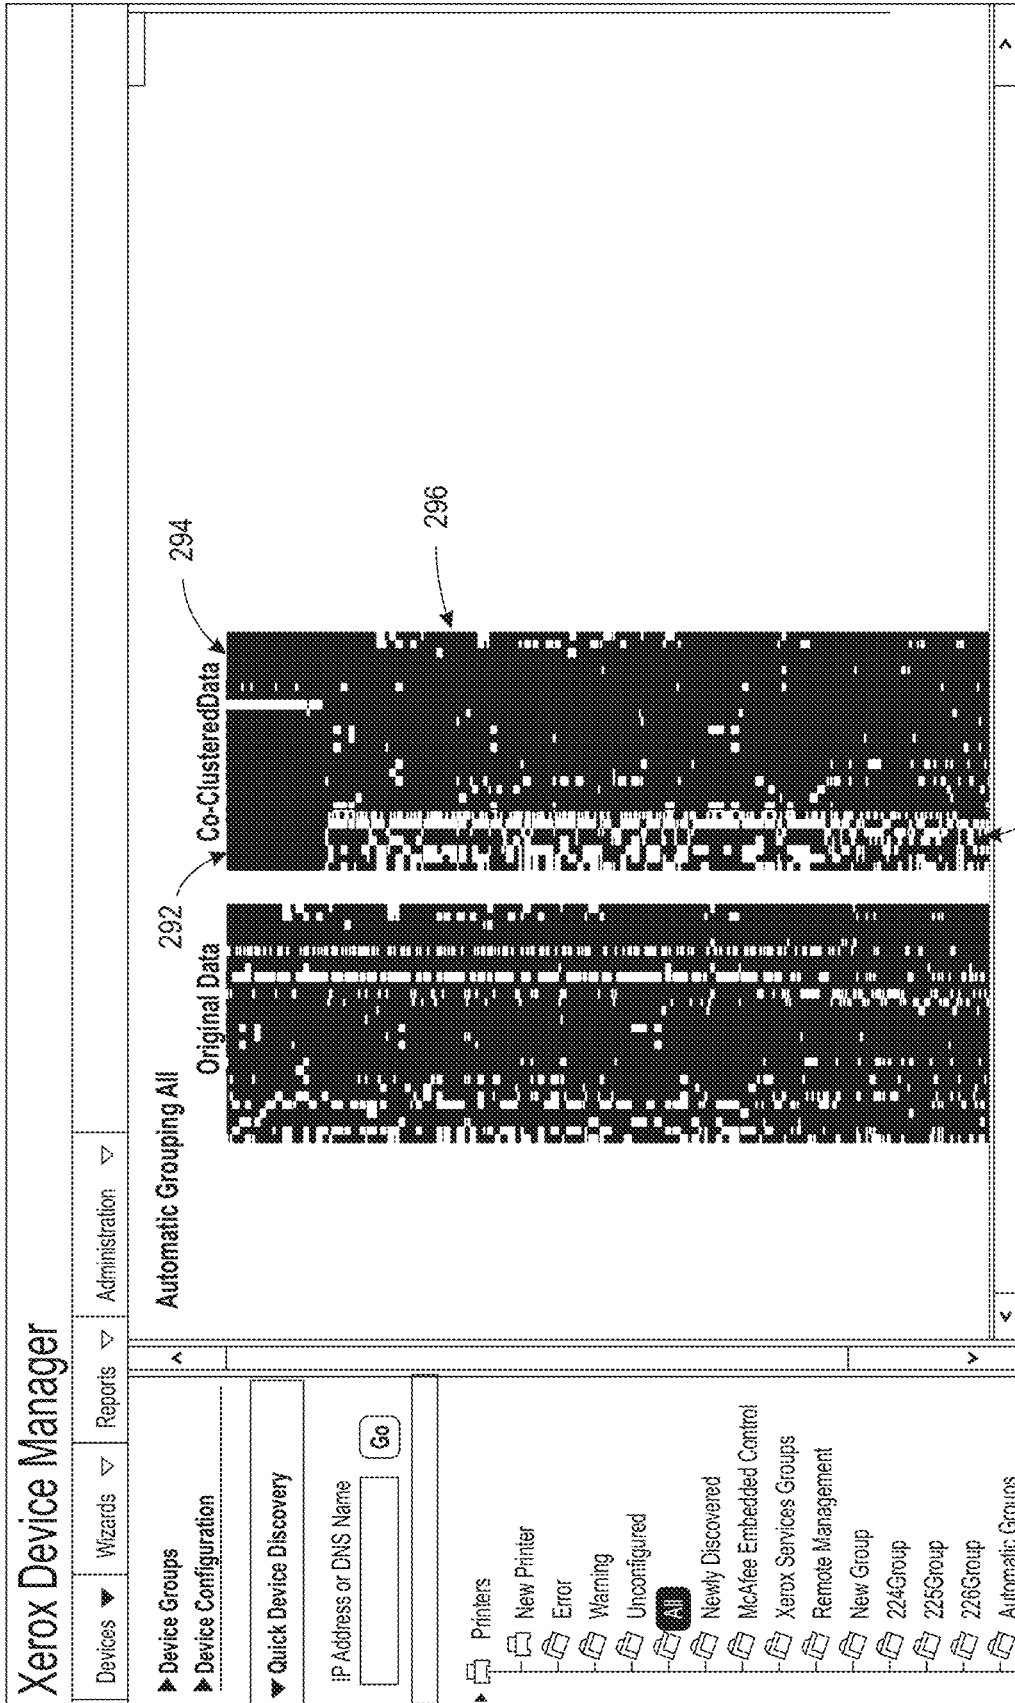 Xerox Device Manager
Devices ▼ Wizards ▽ Reports ▽ Administration ▽
▶ Device Groups
▶ Device Configuration
▼ Quick Device Discovery
IP Address or DNS Name
Go
Printers
New Printer
Error
Warning
Unconfigured
All
Newly Discovered
McAfee Embedded Control
Xerox Services Groups
Remote Management
New Group
224Group
225Group
226Group
Automatic Groups
Automatic Grouping All
Original Data
Co-ClusteredData
292
294
296